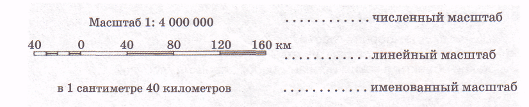 Масштаб 1: 4 000 000 ............ численный масштаб
40 0 40 80 120 160 км
............ линейный масштаб
в 1 сантиметре 40 километров ............ именованный масштаб